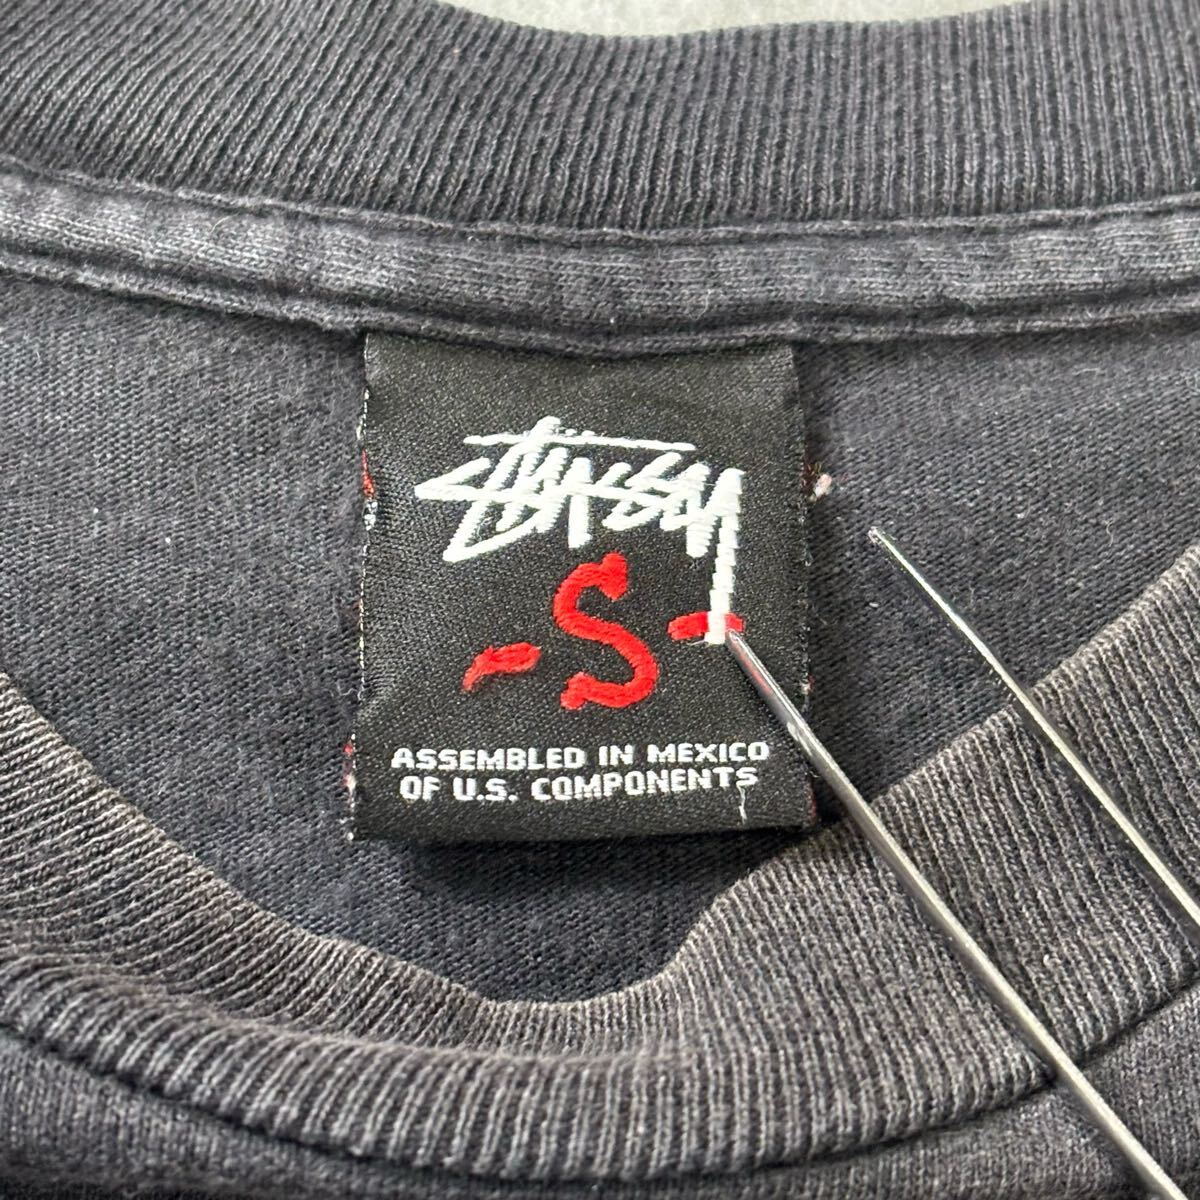 STUSSY
-S-
ASSEMBLED IN MEXICO
OF U.S. COMPONENTS